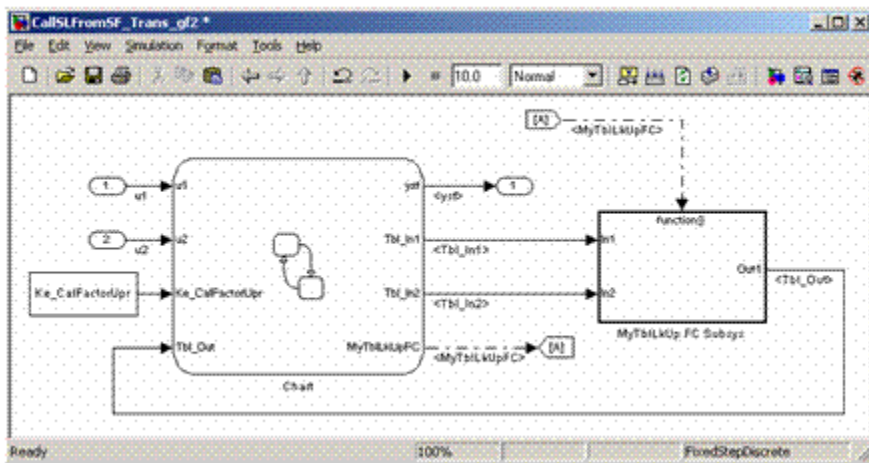 CallSLFromSF_Trans_gf2 *
File Edit View Simulation Format Tools Help
10.0 Normal
[A]
<MyTblLkUpFC>
1
u1
u1
ysf
<ysf>
1
function()
2
u2
u2
Tbl_In1
<Tbl_In1>
In1
Out1
<Tbl_Out>
Ke_CalFactorUpr
Ke_CalFactorUpr
Tbl_In2
<Tbl_In2>
In2
MyTblLkUp FC Subsys
Tbl_Out
MyTblLkUpFC
<MyTblLkUpFC>
[A]
Chart
Ready 100% FixedStepDiscrete